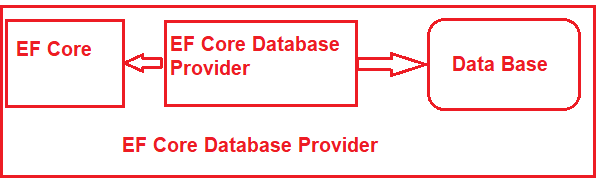 EF Core
EF Core Database
Provider
Data Base
EF Core Database Provider